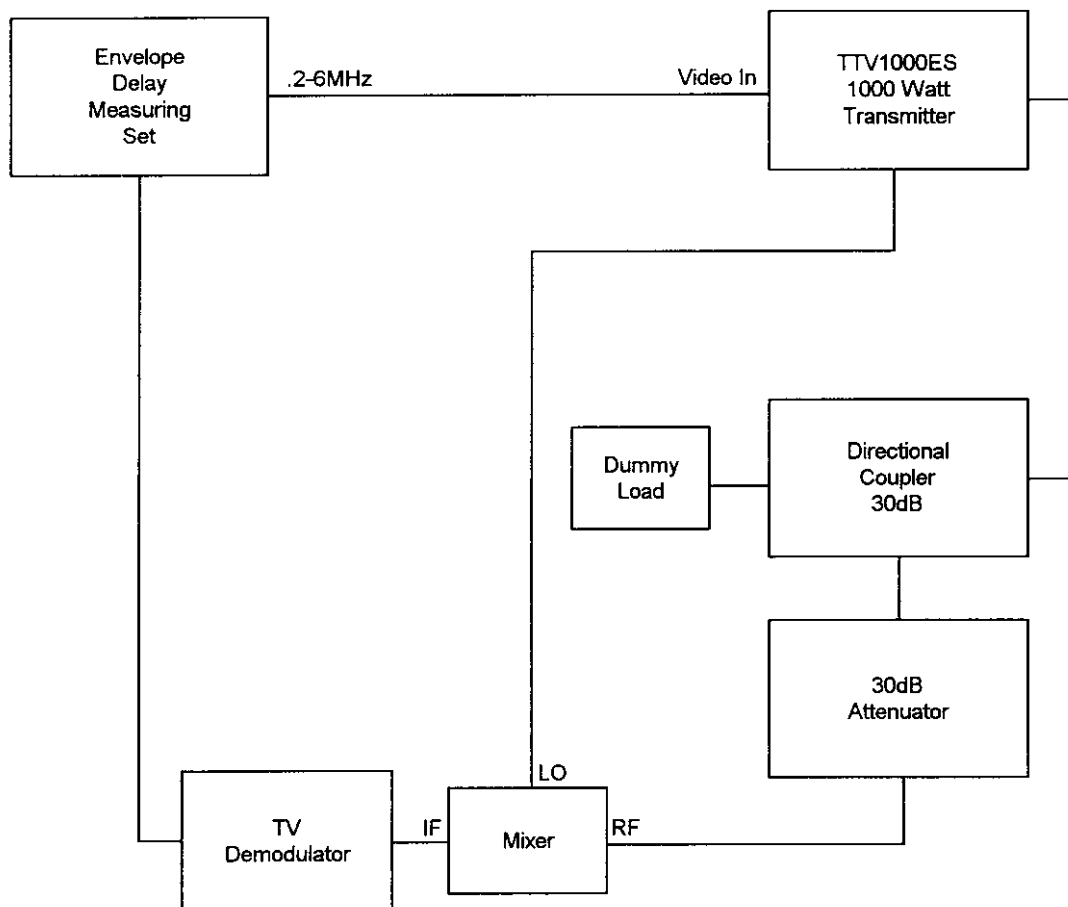 Envelope
Delay
Measuring
Set
.2-6MHz
Video In
TTV1000ES
1000 Watt
Transmitter
Dummy
Load
Directional
Coupler
30dB
30dB
Attenuator
LO
TV
Demodulator
IF
Mixer
RF